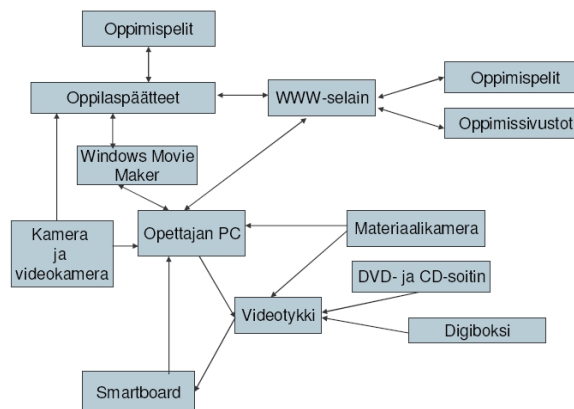 Oppimispelit
Oppilaspäätteet
WWW-selain
Oppimispelit
Oppimissivustot
Windows Movie
Maker
Kamera
ja
videokamera
Opettajan PC
Materiaalikamera
DVD- ja CD-soitin
Videotykki
Digiboksi
Smartboard